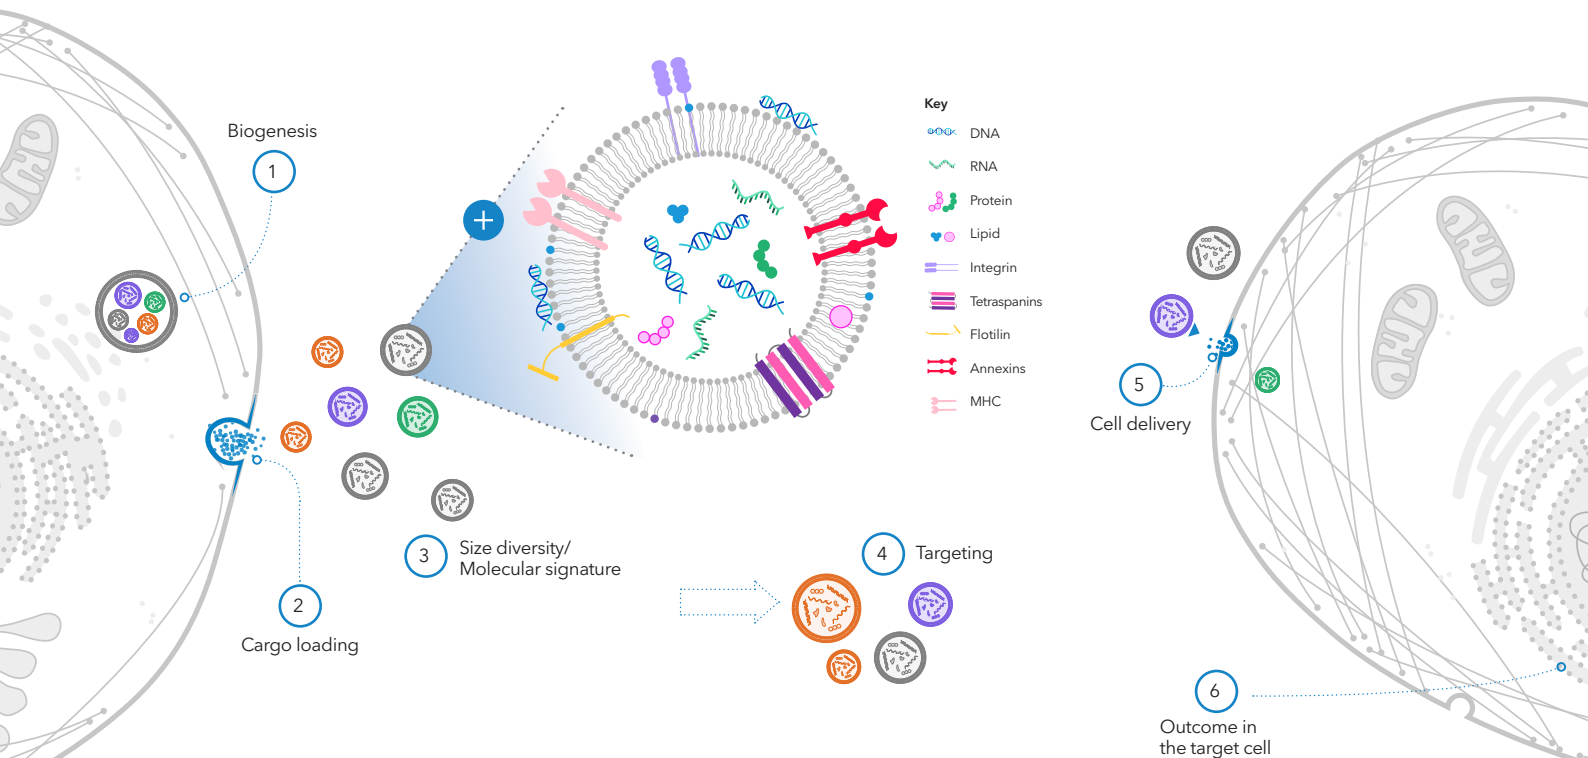 Biogenesis
1
2
Cargo loading
3
Size diversity/
Molecular signature
4
Targeting
Key
DNA
RNA
Protein
Lipid
Integrin
Tetraspanins
Flotilin
Annexins
MHC
5
Cell delivery
6
Outcome in
the target cell